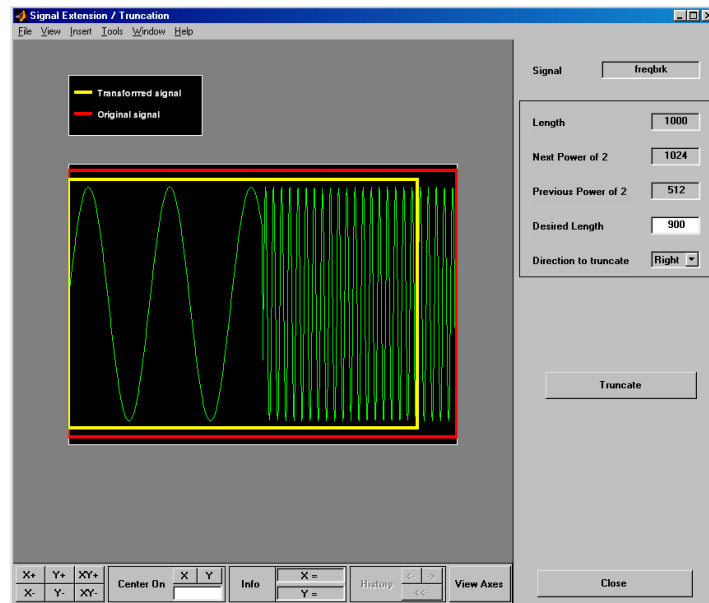 Signal Extension / Truncation
File View Insert Tools Window Help
Transformed signal
Original signal
Signal freqbrk
Length 1000
Next Power of 2 1024
Previous Power of 2 512
Desired Length 900
Direction to truncate Right
Truncate
X+ Y+ XY+
X- Y- XY-
Center On X Y
Info X =
Y =
History <- ->
<<-
View Axes
Close